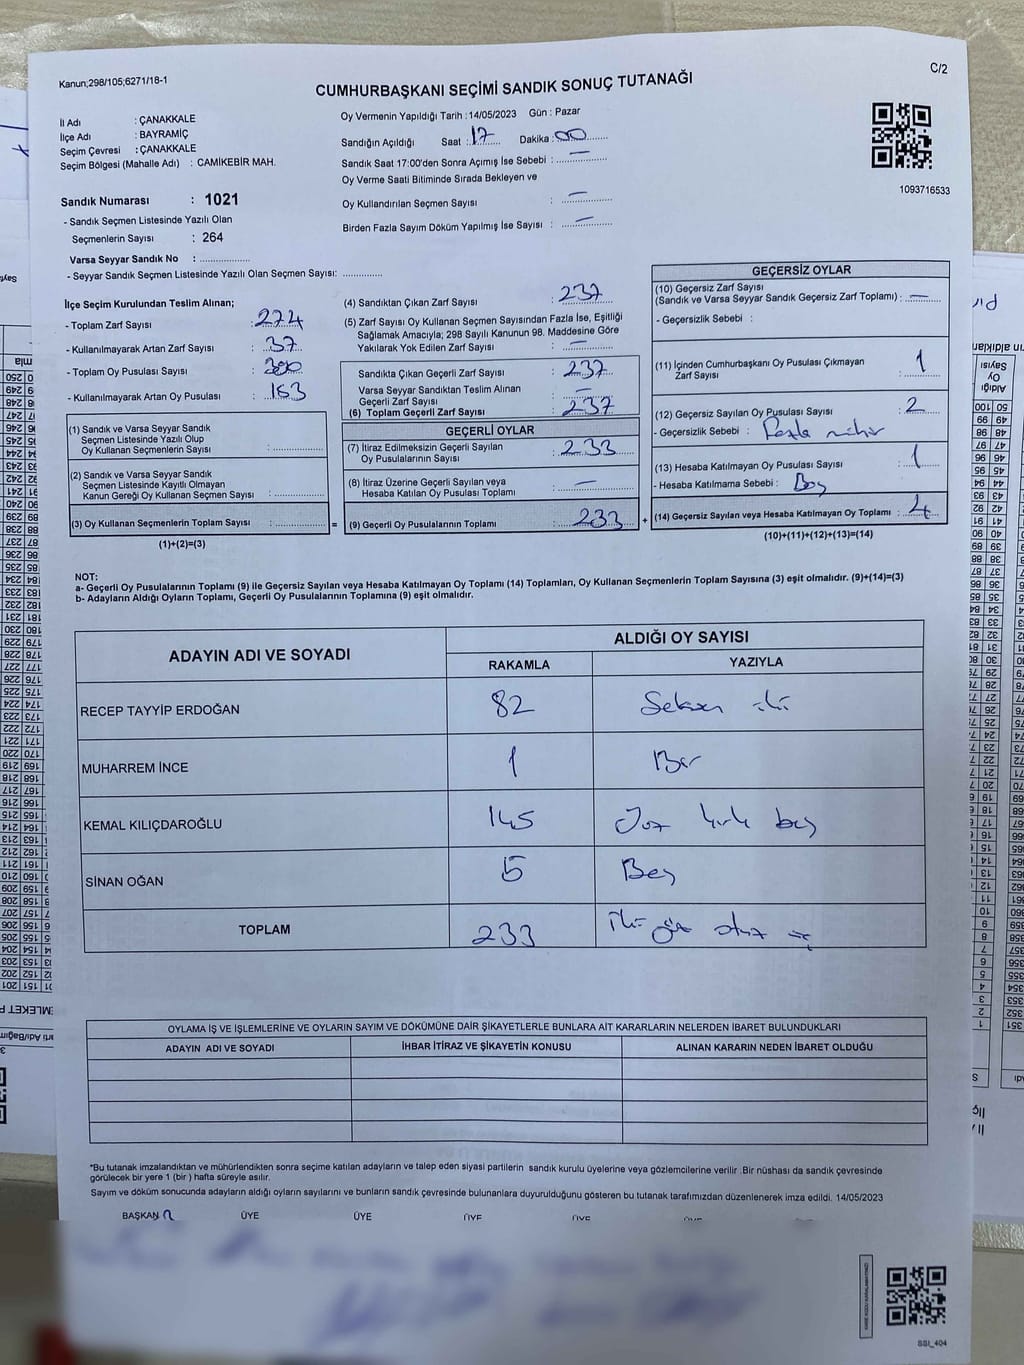 Kanun;298/105;6271/18-1
C/2
CUMHURBAŞKANI SEÇİMİ SANDIK SONUÇ TUTANAĞI
İl Adı : ÇANAKKALE
İlçe Adı : BAYRAMİÇ
Seçim Çevresi : ÇANAKKALE
Seçim Bölgesi (Mahalle Adı) : CAMİKEBİR MAH.
Oy Vermenin Yapıldığı Tarih : 14/05/2023 Gün : Pazar
Sandığın Açıldığı Saat : 17 Dakika : 00
Sandık Saat 17:00'den Sonra Açımış İse Sebebi : —
Oy Verme Saati Bitiminde Sırada Bekleyen ve
Oy Kullandırılan Seçmen Sayısı : —
Birden Fazla Sayım Döküm Yapılmış İse Sayısı : —
1093716533
Sandık Numarası : 1021
- Sandık Seçmen Listesinde Yazılı Olan
Seçmenlerin Sayısı : 264
Varsa Seyyar Sandık No : ..................
- Seyyar Sandık Seçmen Listesinde Yazılı Olan Seçmen Sayısı: .............
İlçe Seçim Kurulundan Teslim Alınan;
- Toplam Zarf Sayısı : 274
- Kullanılmayarak Artan Zarf Sayısı : 37
- Toplam Oy Pusulası Sayısı : 300
- Kullanılmayarak Artan Oy Pusulası : 163
(1) Sandık ve Varsa Seyyar Sandık
Seçmen Listesinde Yazılı Olup
Oy Kullanan Seçmenlerin Sayısı : ..................
(2) Sandık ve Varsa Seyyar Sandık
Seçmen Listesinde Kayıtlı Olmayan
Kanun Gereği Oy Kullanan Seçmen Sayısı : ..................
(3) Oy Kullanan Seçmenlerin Toplam Sayısı : .................. =
(1)+(2)=(3)
(4) Sandıktan Çıkan Zarf Sayısı : 237
(5) Zarf Sayısı Oy Kullanan Seçmen Sayısından Fazla İse, Eşitliği
Sağlamak Amacıyla; 298 Sayılı Kanunun 98. Maddesine Göre
Yakılarak Yok Edilen Zarf Sayısı : —
Sandıkta Çıkan Geçerli Zarf Sayısı : 237
Varsa Seyyar Sandıktan Teslim Alınan
Geçerli Zarf Sayısı : —
(6) Toplam Geçerli Zarf Sayısı : 237
GEÇERLİ OYLAR
(7) İtiraz Edilmeksizin Geçerli Sayılan
Oy Pusulalarının Sayısı : 233
(8) İtiraz Üzerine Geçerli Sayılan veya
Hesaba Katılan Oy Pusulası Toplamı : —
(9) Geçerli Oy Pusulalarının Toplamı : 233 +
GEÇERSİZ OYLAR
(10) Geçersiz Zarf Sayısı
(Sandık ve Varsa Seyyar Sandık Geçersiz Zarf Toplamı) : —
- Geçersizlik Sebebi :
(11) İçinden Cumhurbaşkanı Oy Pusulası Çıkmayan
Zarf Sayısı : 1
(12) Geçersiz Sayılan Oy Pusulası Sayısı : 2
- Geçersizlik Sebebi : Fazla mühür
(13) Hesaba Katılmayan Oy Pusulası Sayısı : 1
- Hesaba Katılmama Sebebi : Boş
(14) Geçersiz Sayılan veya Hesaba Katılmayan Oy Toplamı : 4
(10)+(11)+(12)+(13)=(14)
NOT:
a- Geçerli Oy Pusulalarının Toplamı (9) ile Geçersiz Sayılan veya Hesaba Katılmayan Oy Toplamı (14) Toplamları, Oy Kullanan Seçmenlerin Toplam Sayısına (3) eşit olmalıdır. (9)+(14)=(3)
b- Adayların Aldığı Oyların Toplamı, Geçerli Oy Pusulalarının Toplamına (9) eşit olmalıdır.
ADAYIN ADI VE SOYADI ALDIĞI OY SAYISI
RAKAMLA YAZIYLA
RECEP TAYYİP ERDOĞAN 82 Seksen iki
MUHARREM İNCE 1 Bir
KEMAL KILIÇDAROĞLU 145 Yüz kırk beş
SİNAN OĞAN 5 Beş
TOPLAM 233 İki yüz otuz üç
OYLAMA İŞ VE İŞLEMLERİNE VE OYLARIN SAYIM VE DÖKÜMÜNE DAİR ŞİKAYETLERLE BUNLARA AİT KARARLARIN NELERDEN İBARET BULUNDUKLARI
ADAYIN ADI VE SOYADI İHBAR İTİRAZ VE ŞİKAYETİN KONUSU ALINAN KARARIN NEDEN İBARET OLDUĞU
*Bu tutanak imzalandıktan ve mühürlendikten sonra seçime katılan adayların ve talep eden siyasi partilerin sandık kurulu üyelerine veya gözlemcilerine verilir .Bir nüshası da sandık çevresinde
görülecek bir yere 1 (bir ) hafta süreyle asılır.
Sayım ve döküm sonucunda adayların aldığı oyların sayılarını ve bunların sandık çevresinde bulunanlara duyurulduğunu gösteren bu tutanak tarafımızdan düzenlenerek imza edildi. 14/05/2023
BAŞKAN ÜYE ÜYE ÜYE ÜYE ÜYE
SSI_404